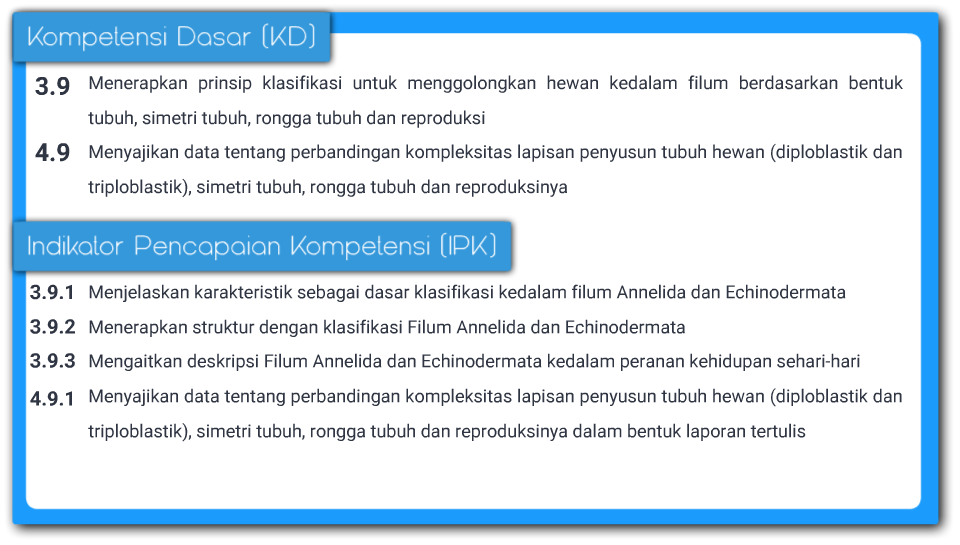 Kompetensi Dasar (KD)
3.9 Menerapkan prinsip klasifikasi untuk menggolongkan hewan kedalam filum berdasarkan bentuk
tubuh, simetri tubuh, rongga tubuh dan reproduksi
4.9 Menyajikan data tentang perbandingan kompleksitas lapisan penyusun tubuh hewan (diploblastik dan
triploblastik), simetri tubuh, rongga tubuh dan reproduksinya
Indikator Pencapaian Kompetensi (IPK)
3.9.1 Menjelaskan karakteristik sebagai dasar klasifikasi kedalam filum Annelida dan Echinodermata
3.9.2 Menerapkan struktur dengan klasifikasi Filum Annelida dan Echinodermata
3.9.3 Mengaitkan deskripsi Filum Annelida dan Echinodermata kedalam peranan kehidupan sehari-hari
4.9.1 Menyajikan data tentang perbandingan kompleksitas lapisan penyusun tubuh hewan (diploblastik dan
triploblastik), simetri tubuh, rongga tubuh dan reproduksinya dalam bentuk laporan tertulis